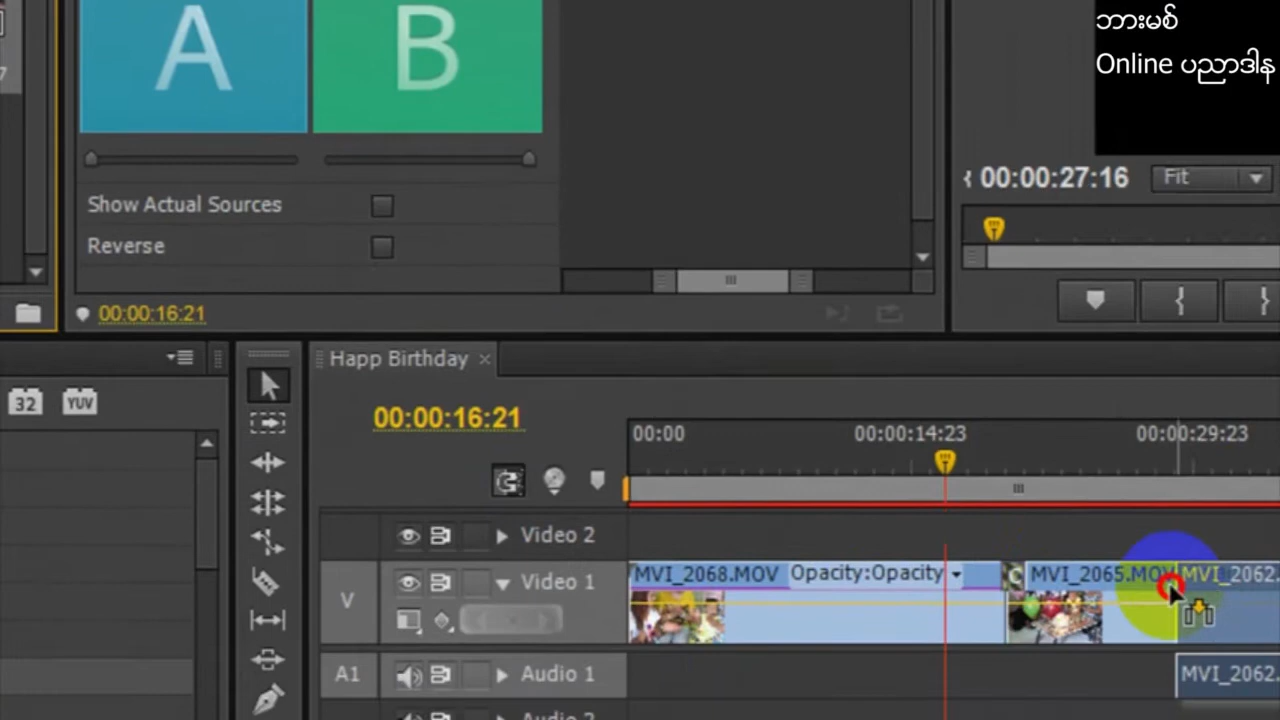 ဘားမစ်
Online ပညာဒါန
A B
00:00:27:16 Fit
Show Actual Sources
Reverse
00:00:16:21
Happ Birthday
32 YUV
00:00:16:21
00:00 00:00:14:23 00:00:29:23
Video 2
MVI_2068.MOV Opacity:Opacity MVI_2065.MOV MVI_2062.
V Video 1
A1 Audio 1 MVI_2062.
Audio 2